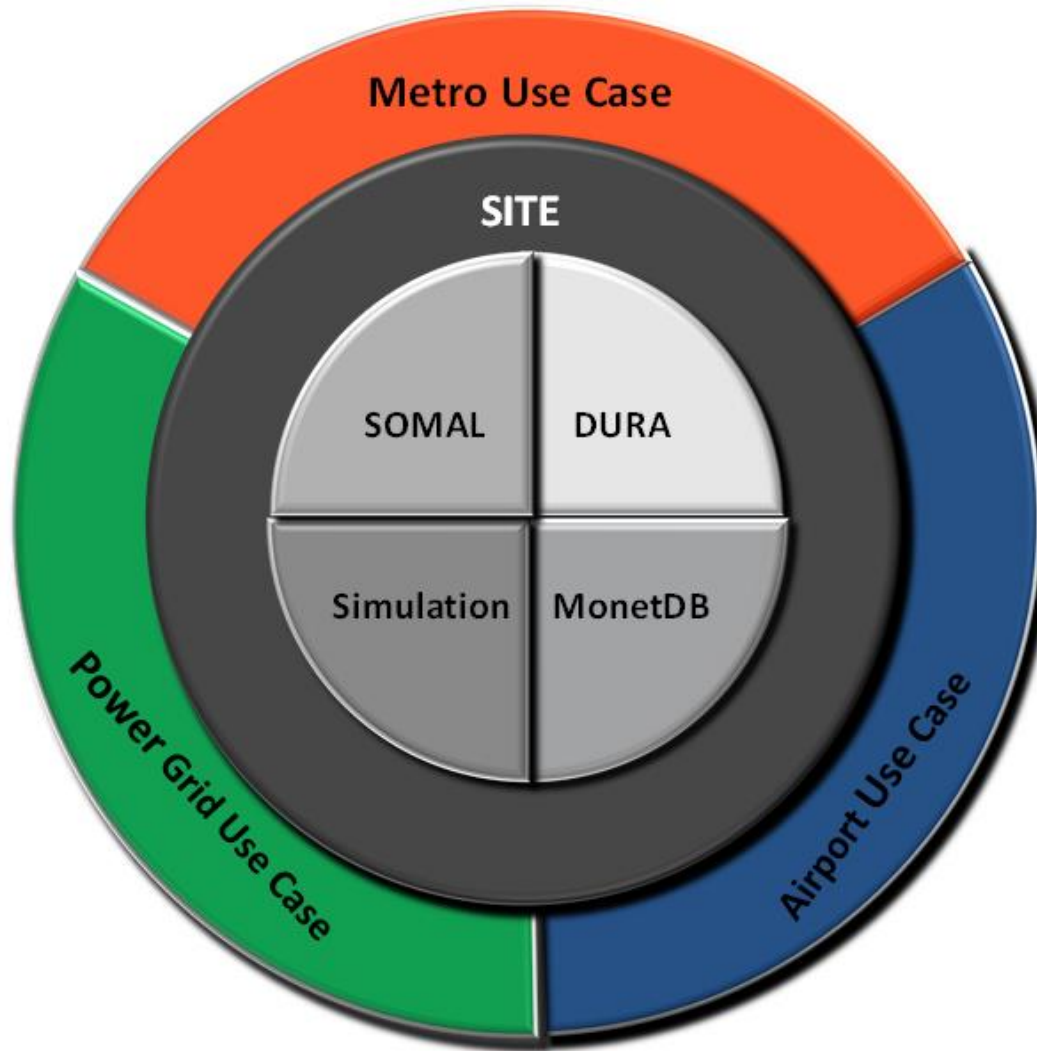 Metro Use Case
SITE
SOMAL
DURA
Simulation
MonetDB
Power Grid Use Case
Airport Use Case